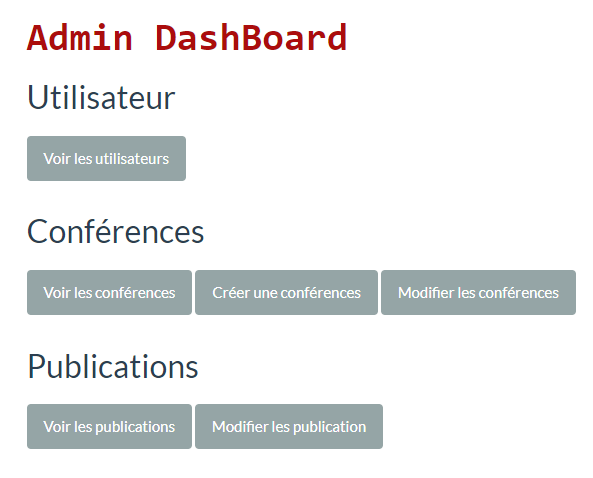 Admin DashBoard
Utilisateur
Voir les utilisateurs
Conférences
Voir les conférences Créer une conférences Modifier les conférences
Publications
Voir les publications Modifier les publication